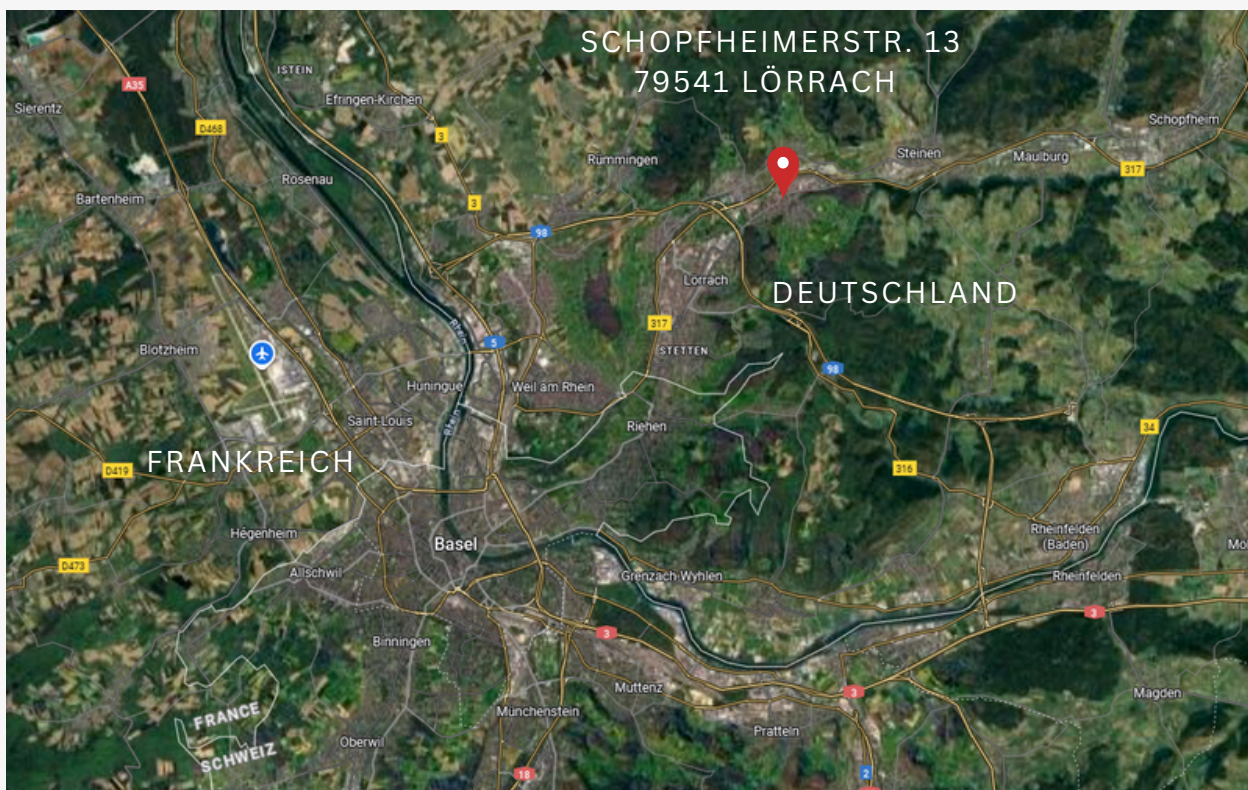 SCHOPFHEIMERSTR. 13
79541 LÖRRACH
ISTEIN
A35
Efringen-Kirchen
Sierentz
Schopfheim
D468
3
Rümmingen
Steinen
Maulburg
317
Rosenau
Bartenheim
3
98
Lörrach
DEUTSCHLAND
317
Rhein
5
Blotzheim
STETTEN
98
Huningue
Weil am Rhein
Rhein
Saint-Louis
Riehen
34
FRANKREICH
D419
316
Hégenheim
Basel
Rheinfelden
(Baden)
D473
Allschwil
Grenzach-Wyhlen
Rheinfelden
3
Binningen
3
Muttenz
3
Magden
FRANCE
Münchenstein
Pratteln
SCHWEIZ
Oberwil
18
2